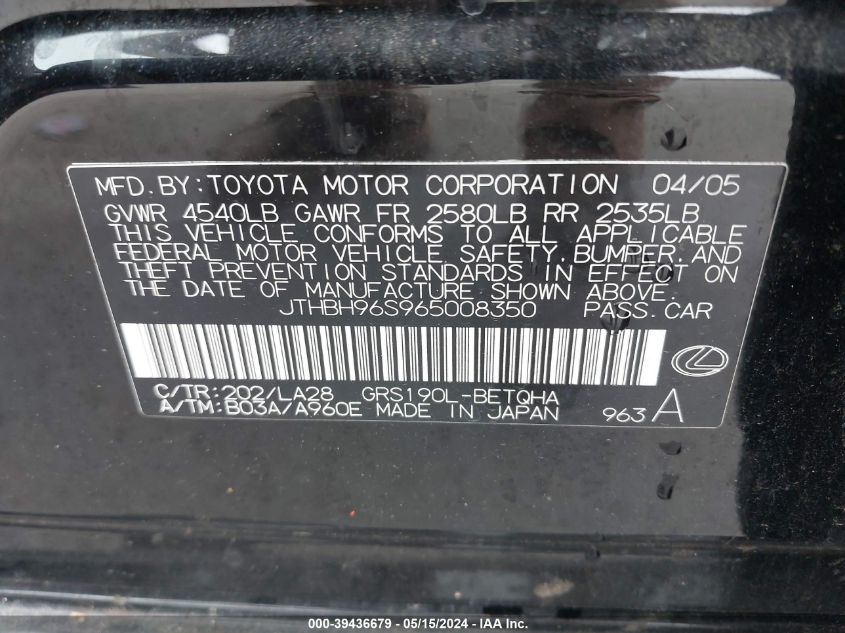 MFD.BY:TOYOTA MOTOR CORPORATION 04/05
GVWR 4540LB GAWR FR 2580LB RR 2535LB
THIS VEHICLE CONFORMS TO ALL APPLICABLE
FEDERAL MOTOR VEHICLE SAFETY.BUMPER.AND
THEFT PREVENTION STANDARDS IN EFFECT ON
THE DATE OF MANUFACTURE SHOWN ABOVE.
JTHBH96S965008350 PASS.CAR
C/TR:202/LA28 GRS190L-BETQHA
A/TM:B03A/A960E MADE IN JAPAN 963 A
000-39436679 - 05/15/2024 - IAA Inc.